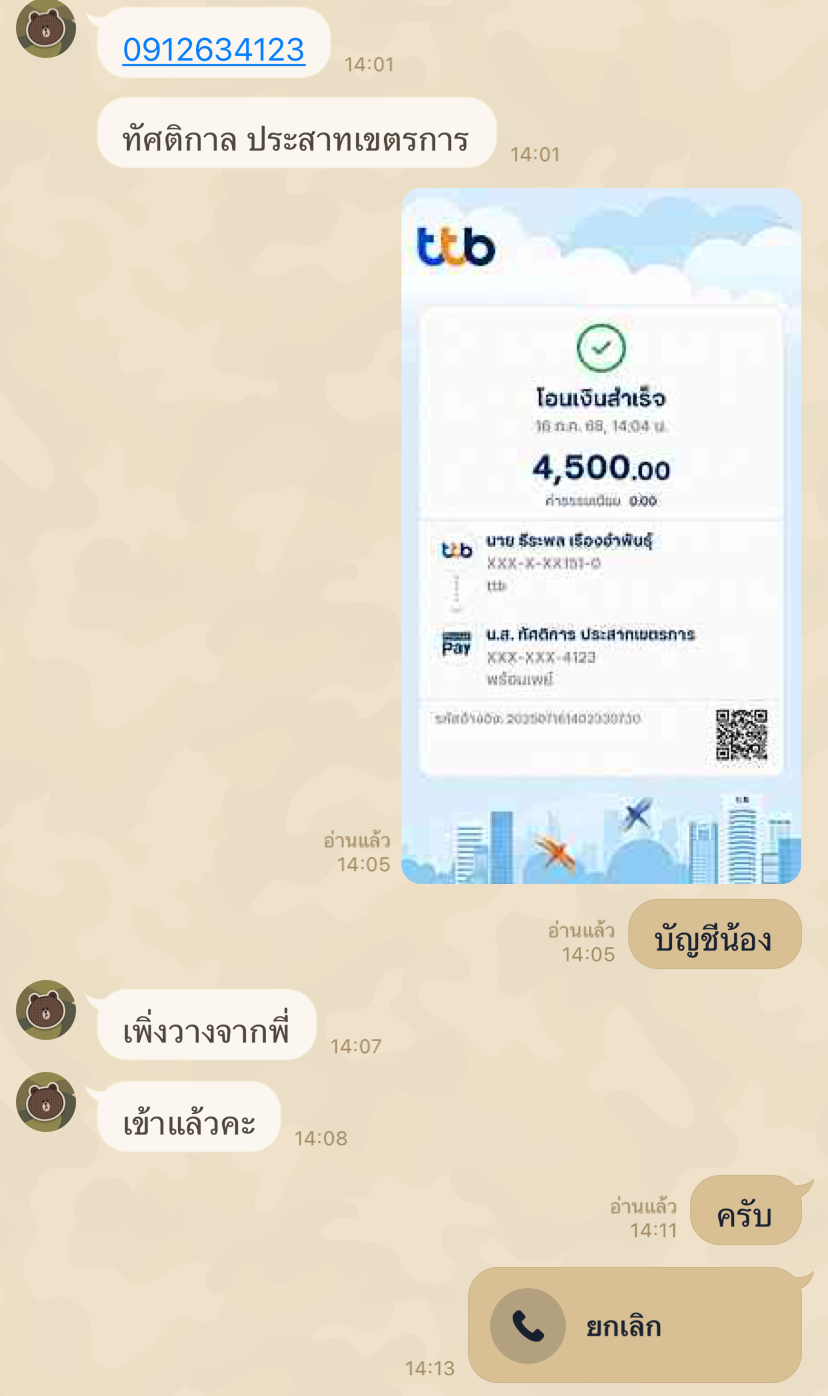 0912634123
14:01
ทัศติกาล ประสาทเขตรการ
14:01
ttb
โอนเงินสำเร็จ
16 ก.ค. 68, 14:04 น.
4,500.00
ค่าธรรมเนียม 0.00
ttb
นาย ธีระพล เรืองอำพันธุ์
XXX-X-XX151-0
ttb
Pay
น.ส. ทัศติการ ประสาทเขตรการ
XXX-XXX-4123
พร้อมเพย์
รหัสอ้างอิง:
อ่านแล้ว
14:05
บัญชีน้อง
อ่านแล้ว
14:05
เพิ่งวางจากพี่
14:07
เข้าแล้วคะ
14:08
ครับ
อ่านแล้ว
14:11
ยกเลิก
14:13